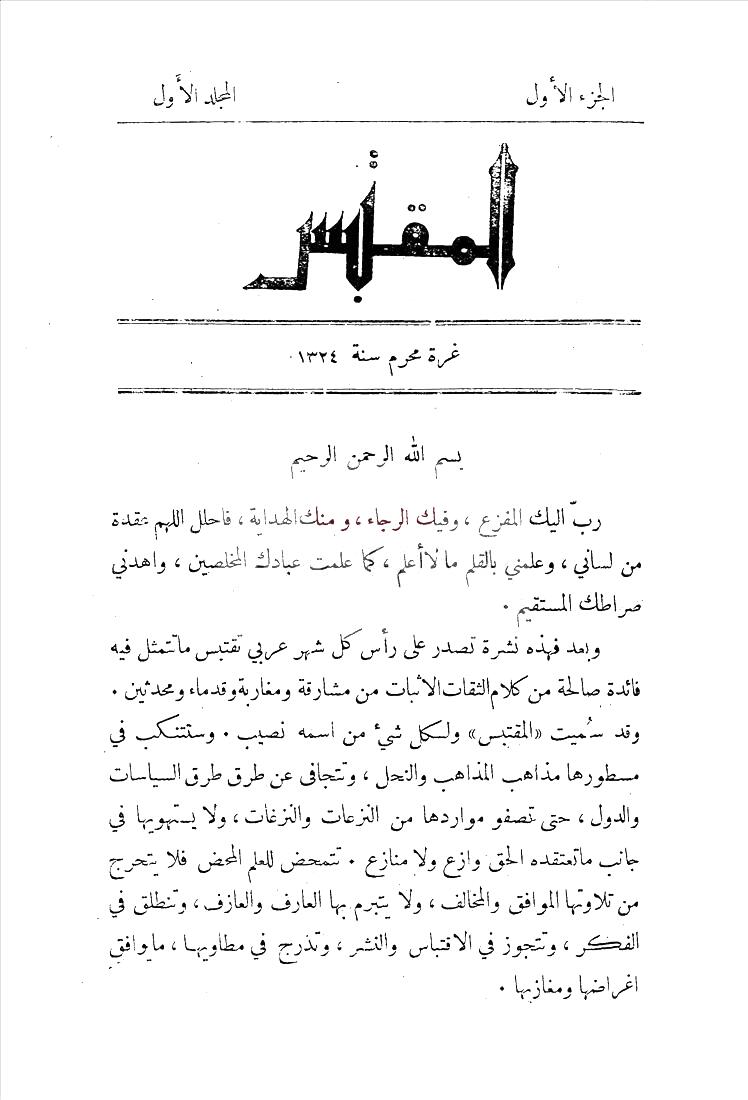 الجزء الأول
المجلد الأول
المقتبس
غرة محرم سنة ١٣٢٤
بسم الله الرحمن الرحيم
ربّ اليك المفزع ، وفيك الرجاء ، ومنك الهداية ، فاحلل اللهم عقدة
من لساني ، وعلمني بالقلم ما لا أعلم ، كما علمت عبادك المخلصين ، واهدني
صراطك المستقيم .
وبعد فهذه نشرة تصدر على رأس كل شهر عربي تقتبس ما تتمثل فيه
فائدة صالحة من كلام الثقات الاثبات من مشارقة ومغاربة وقدماء ومحدثين .
وقد سُميت «المقتبس» ولكل شيء من اسمه نصيب . وستتنكب في
مسطورها مذاهب المذاهب والنحل ، وتتجافى عن طرق طرق السياسات
والدول ، حتى تصفو مواردها من النزعات والنزغات ، ولا يستهويها في
جانب ما تعتقده الحق وازع ولا منازع . تتمحض للعلم المحض فلا يتحرج
من تلاوتها الموافق والمخالف ، ولا يتبرم بها العارف والعازف ، وتنطلق في
الفكر ، وتتجوز في الاقتباس والنشر ، وتدرج في مطاويها ، ما يوافق
اغراضها ومغازيها .